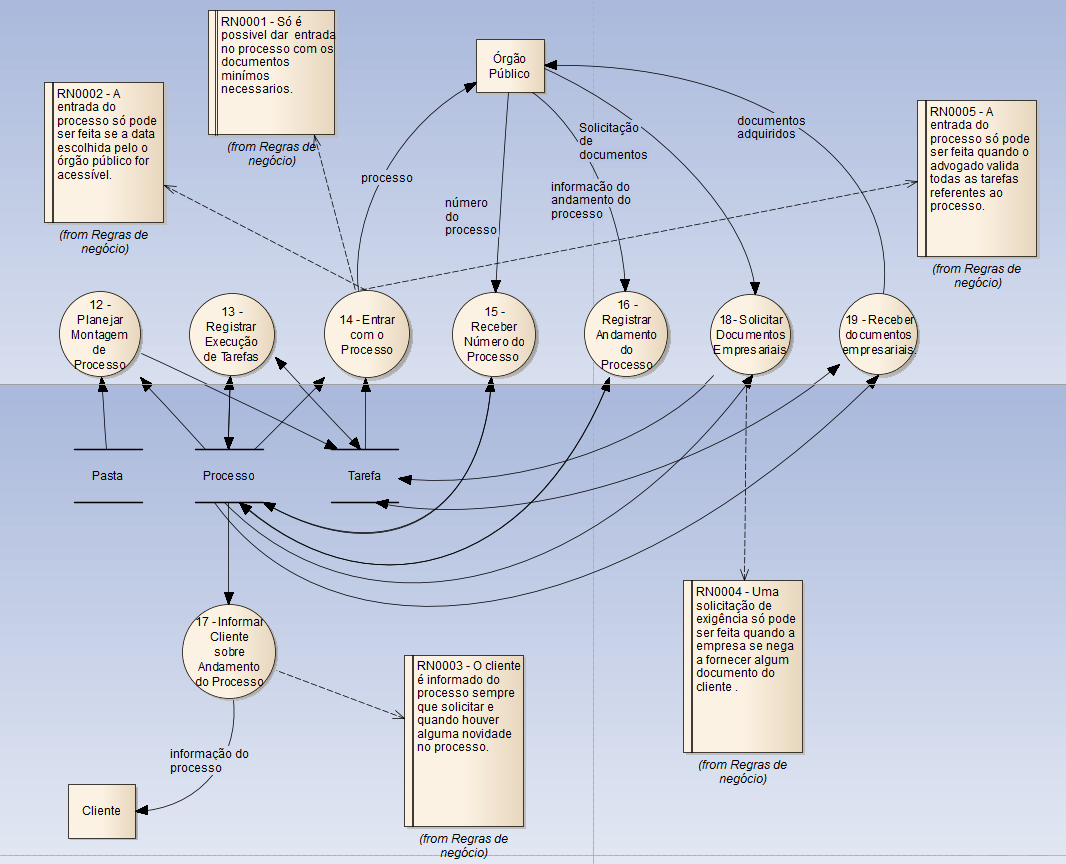 RN0001 - Só é
possivel dar  entrada
no processo com os
documentos
minímos
necessarios.
(from Regras de
negócio)
RN0002 - A
entrada do
processo só pode
ser feita se a data
escolhida pelo o
órgão público for
acessível.
(from Regras de
negócio)
Órgão
Público
RN0005 - A
entrada do
processo só pode
ser feita quando o
advogado valida
todas as tarefas
referentes ao
processo.
(from Regras de
negócio)
processo
número
do
processo
Solicitação
de
documentos
informação do
andamento do
processo
documentos
adquiridos
12 -
Planejar
Montagem
de
Processo
13 -
Registrar
Execução
de Tarefas
14 - Entrar
com o
Processo
15 -
Receber
Número do
Processo
16 -
Registrar
Andamento
do
Processo
18- Solicitar
Documentos
Empresariais
19 - Receber
documentos
empresariais.
Pasta
Processo
Tarefa
17 - Informar
Cliente
sobre
Andamento
do Processo
RN0003 - O cliente
é informado do
processo sempre
que solicitar e
quando houver
alguma novidade
no processo.
(from Regras de
negócio)
RN0004 - Uma
solicitação de
exigência só pode
ser feita quando a
empresa se nega
a fornecer algum
documento do
cliente .
(from Regras de
negócio)
informação do
processo
Cliente